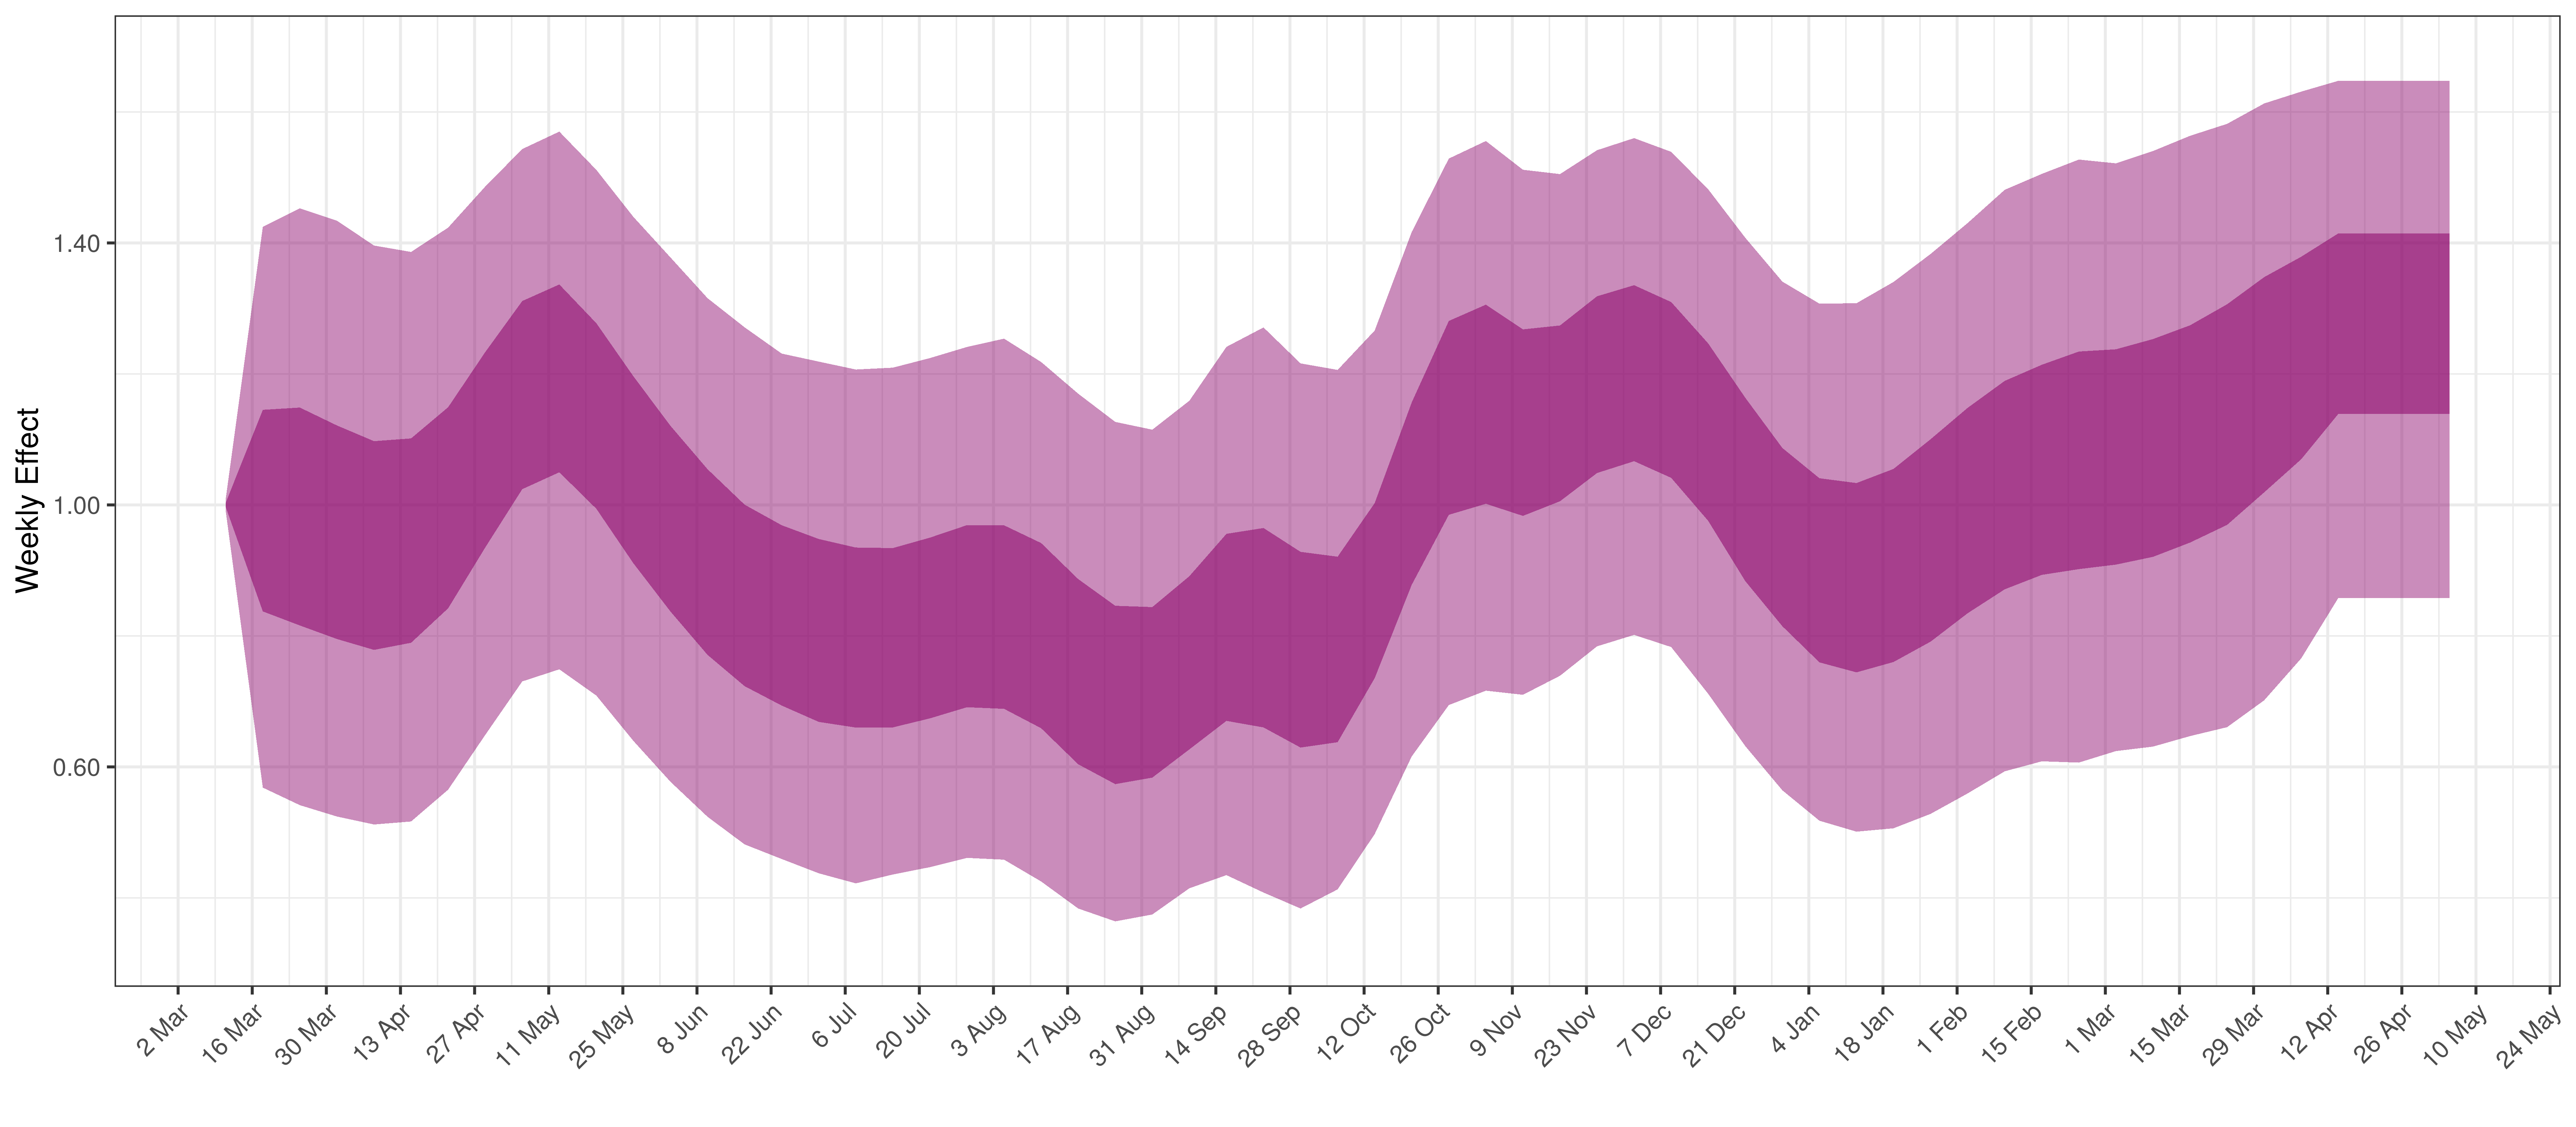 Weekly Effect
1.40
1.00
0.60
2 Mar
16 Mar
30 Mar
13 Apr
27 Apr
11 May
25 May
8 Jun
22 Jun
6 Jul
20 Jul
3 Aug
17 Aug
31 Aug
14 Sep
28 Sep
12 Oct
26 Oct
9 Nov
23 Nov
7 Dec
21 Dec
4 Jan
18 Jan
1 Feb
15 Feb
1 Mar
15 Mar
29 Mar
12 Apr
26 Apr
10 May
24 May